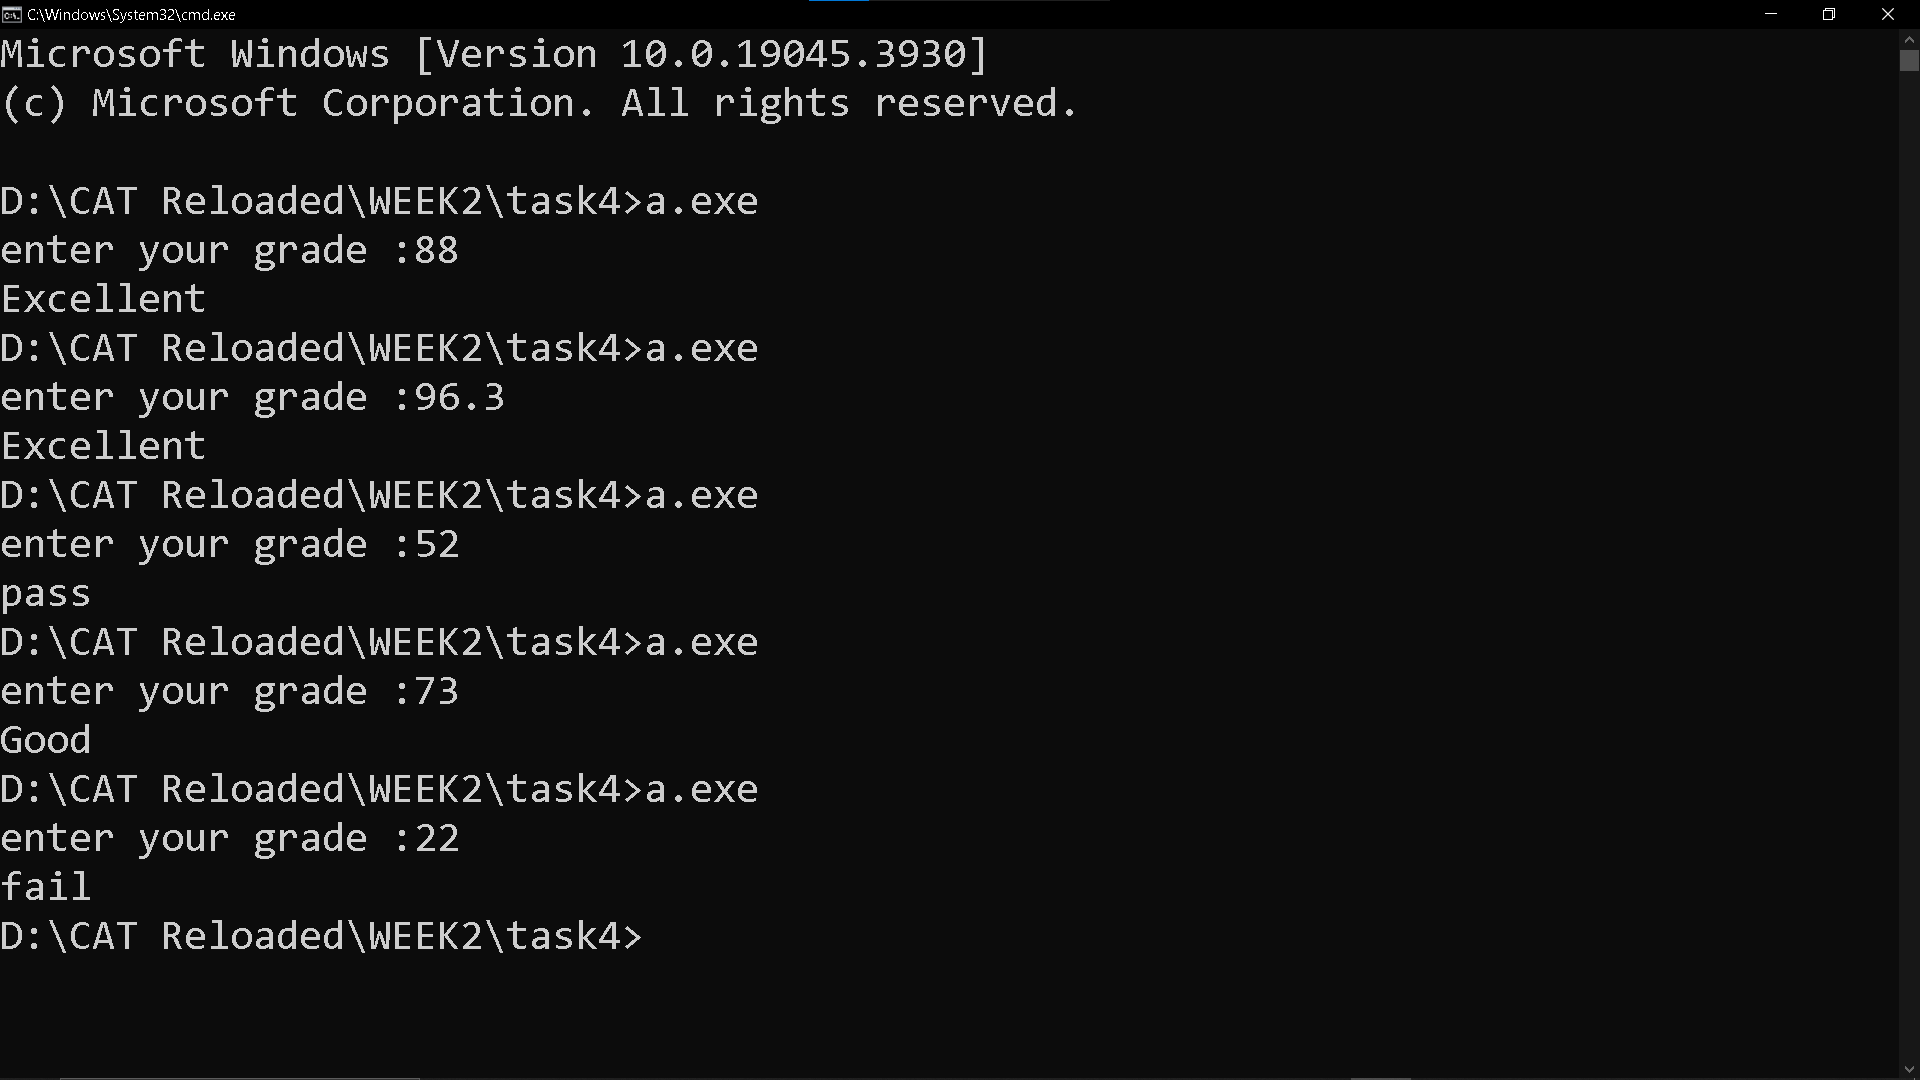 C:\Windows\System32\cmd.exe
Microsoft Windows [Version 10.0.19045.3930]
(c) Microsoft Corporation. All rights reserved.
D:\CAT Reloaded\WEEK2\task4>a.exe
enter your grade :88
Excellent
D:\CAT Reloaded\WEEK2\task4>a.exe
enter your grade :96.3
Excellent
D:\CAT Reloaded\WEEK2\task4>a.exe
enter your grade :52
pass
D:\CAT Reloaded\WEEK2\task4>a.exe
enter your grade :73
Good
D:\CAT Reloaded\WEEK2\task4>a.exe
enter your grade :22
fail
D:\CAT Reloaded\WEEK2\task4>